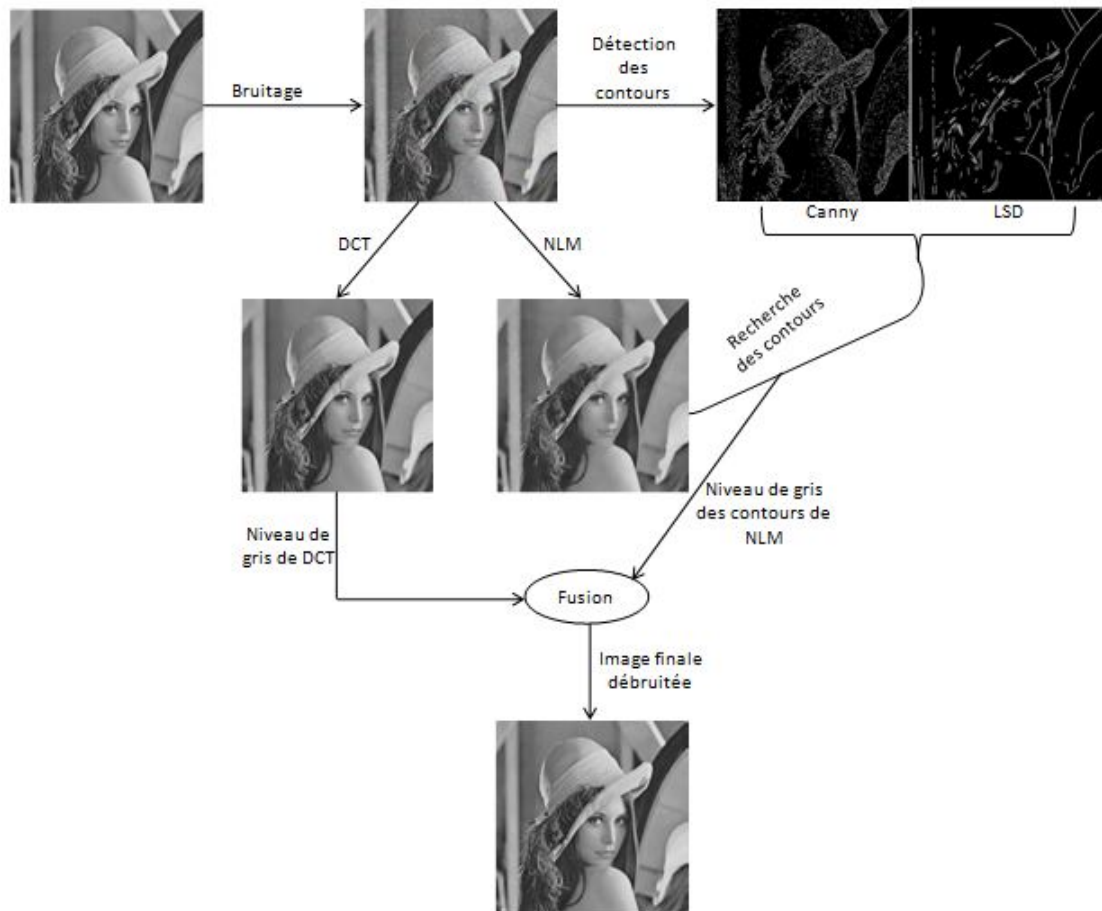 Bruitage
Détection
des
contours
Canny
LSD
DCT
NLM
Recherche
des contours
Niveau de
gris de DCT
Niveau de gris
des contours de
NLM
Fusion
Image finale
débruitée